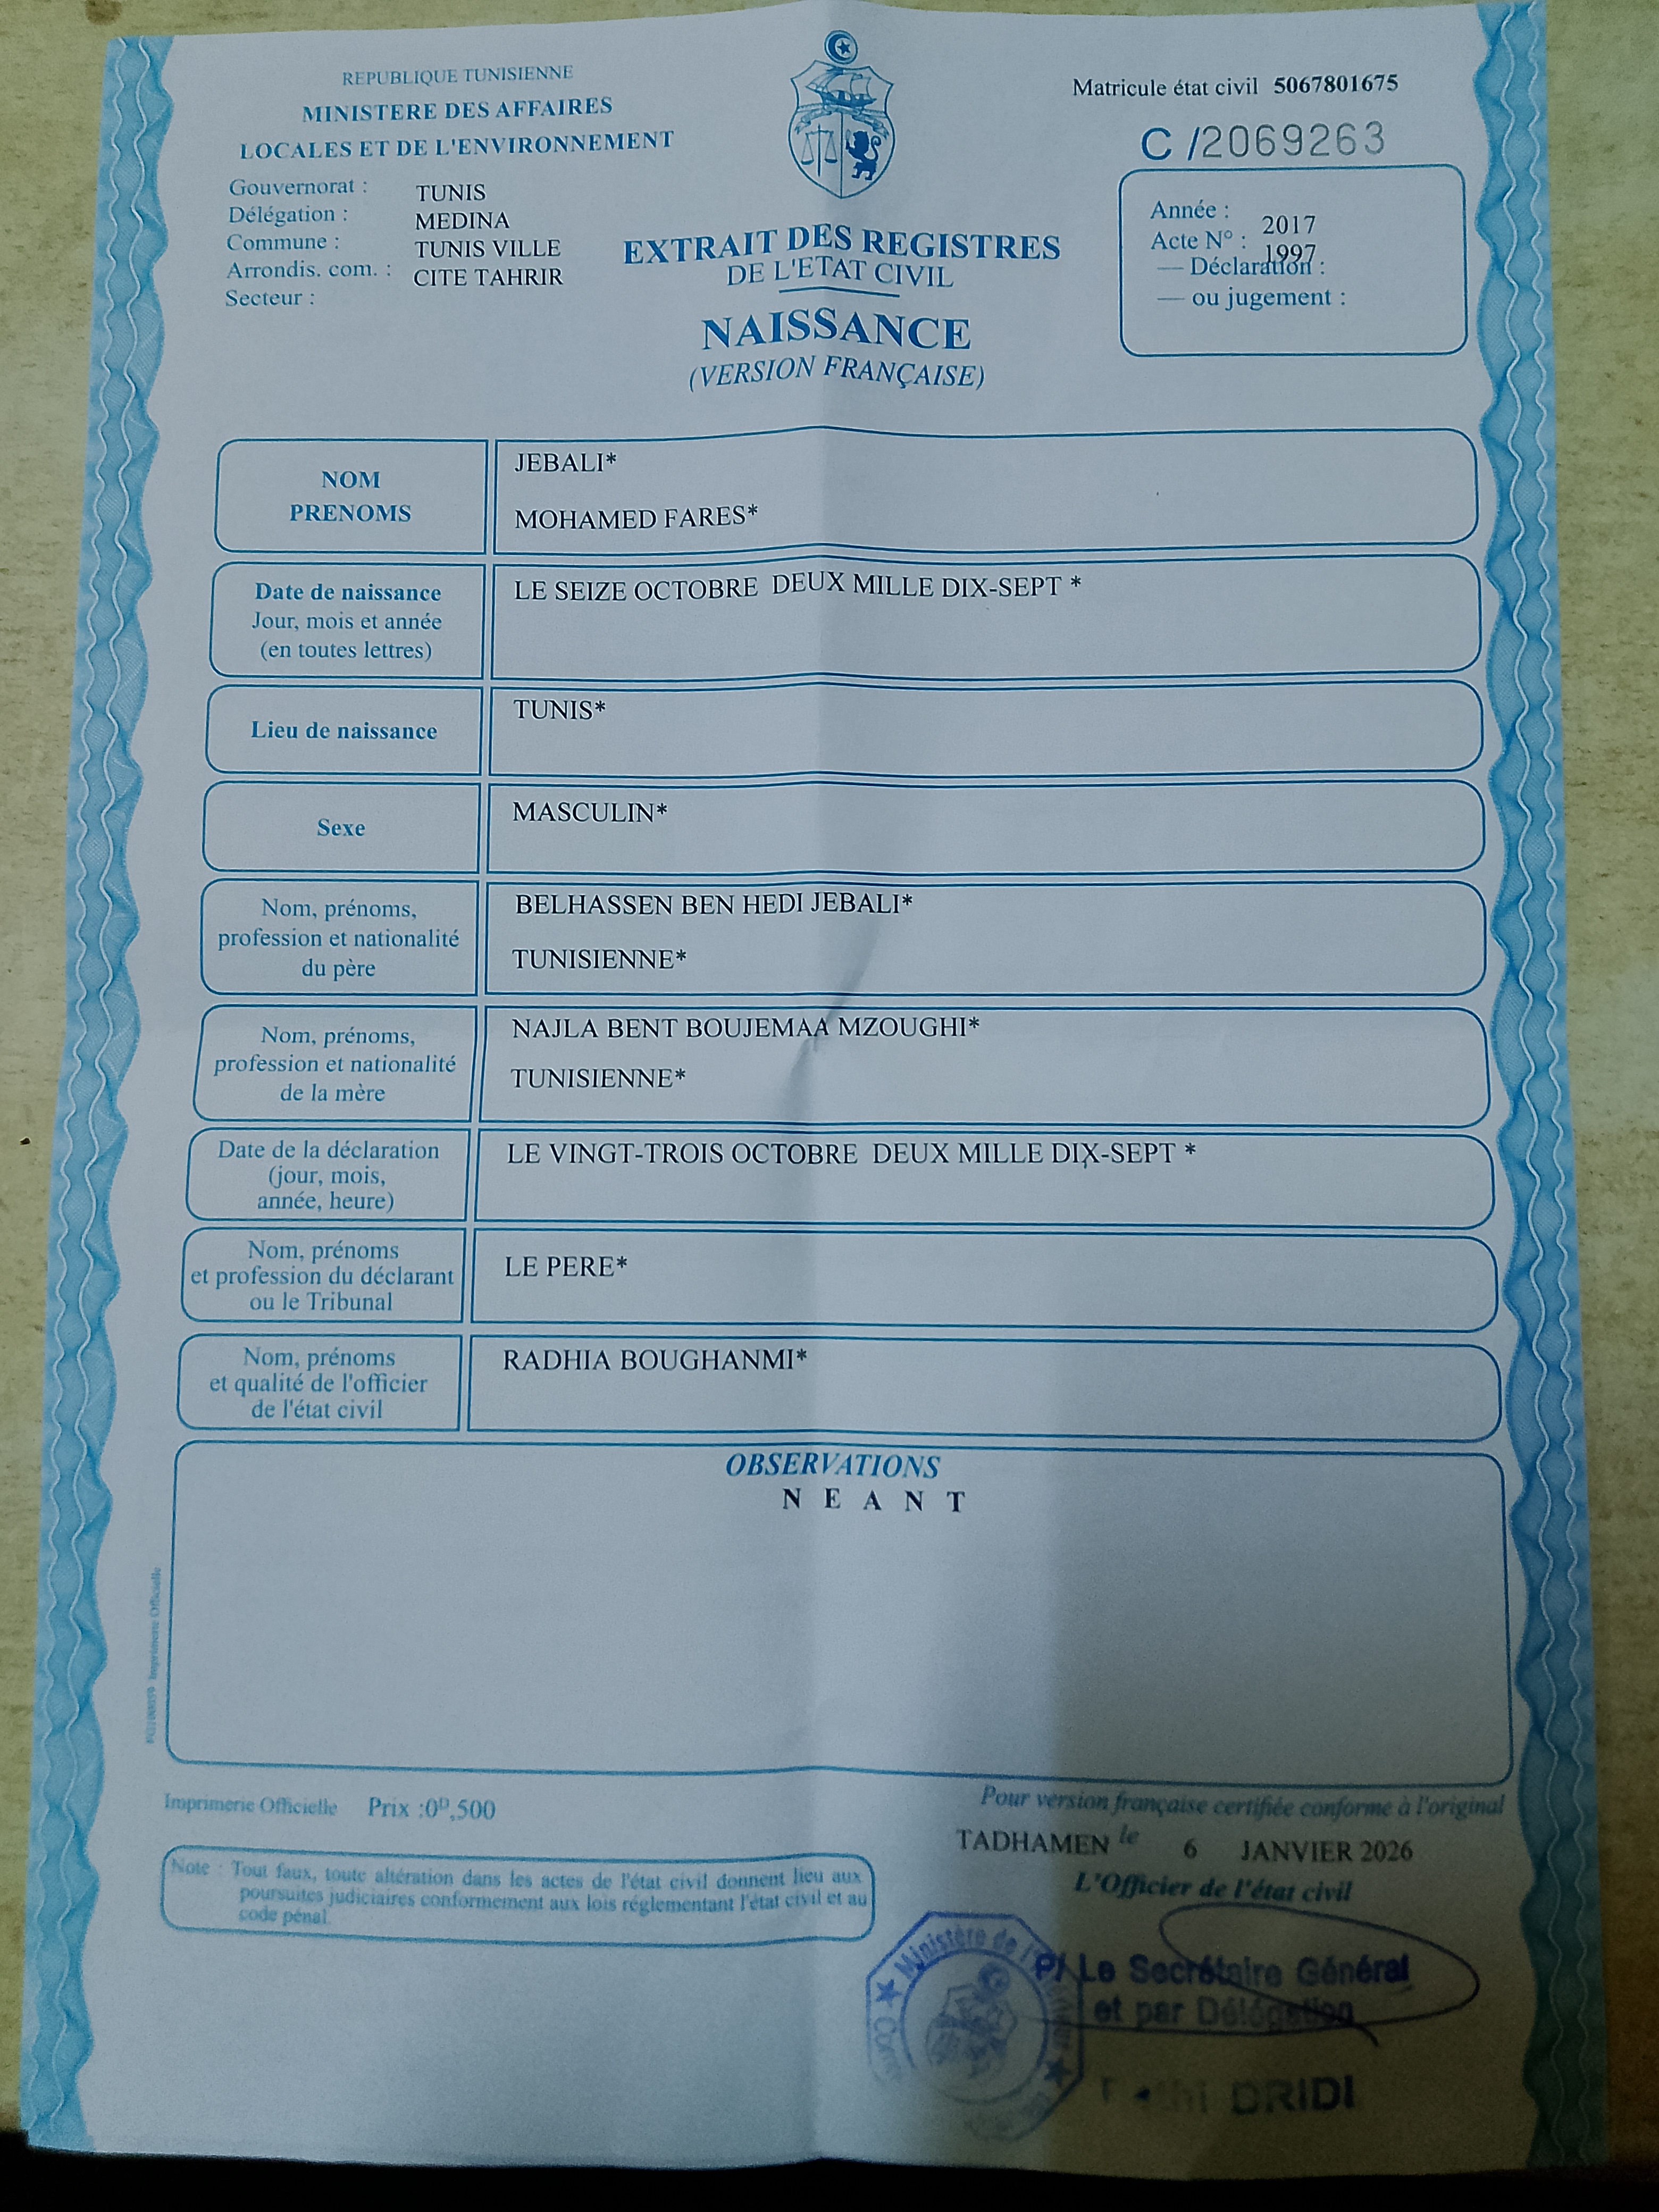 REPUBLIQUE TUNISIENNE
MINISTERE DES AFFAIRES
LOCALES ET DE L'ENVIRONNEMENT
Gouvernorat : TUNIS
Délégation : MEDINA
Commune : TUNIS VILLE
Arrondis. com. : CITE TAHRIR
Secteur :
EXTRAIT DES REGISTRES
DE L'ETAT CIVIL
NAISSANCE
(VERSION FRANÇAISE)
Matricule état civil 5067801675
C /2069263
Année : 2017
Acte N° : 1997
— Déclaration :
— ou jugement :
NOM
PRENOMS
JEBALI*
MOHAMED FARES*
Date de naissance
Jour, mois et année
(en toutes lettres)
LE SEIZE OCTOBRE DEUX MILLE DIX-SEPT *
Lieu de naissance
TUNIS*
Sexe
MASCULIN*
Nom, prénoms,
profession et nationalité
du père
BELHASSEN BEN HEDI JEBALI*
TUNISIENNE*
Nom, prénoms,
profession et nationalité
de la mère
NAJLA BENT BOUJEMAA MZOUGHI*
TUNISIENNE*
Date de la déclaration
(jour, mois,
année, heure)
LE VINGT-TROIS OCTOBRE DEUX MILLE DIX-SEPT *
Nom, prénoms
et profession du déclarant
ou le Tribunal
LE PERE*
Nom, prénoms
et qualité de l'officier
de l'état civil
RADHIA BOUGHANMI*
OBSERVATIONS
N E A N T
Imprimerie Officielle
Imprimerie Officielle Prix :0ᴰ,500
Pour version française certifiée conforme à l'original
TADHAMEN le 6 JANVIER 2026
L'Officier de l'état civil
Note : Tout faux, toute altération dans les actes de l'état civil donnent lieu aux
poursuites judiciaires conformement aux lois réglementant l'état civil et au
code pénal.
Ministère de
P/ Le Secrétaire Général
et par Délégation
DRIDI